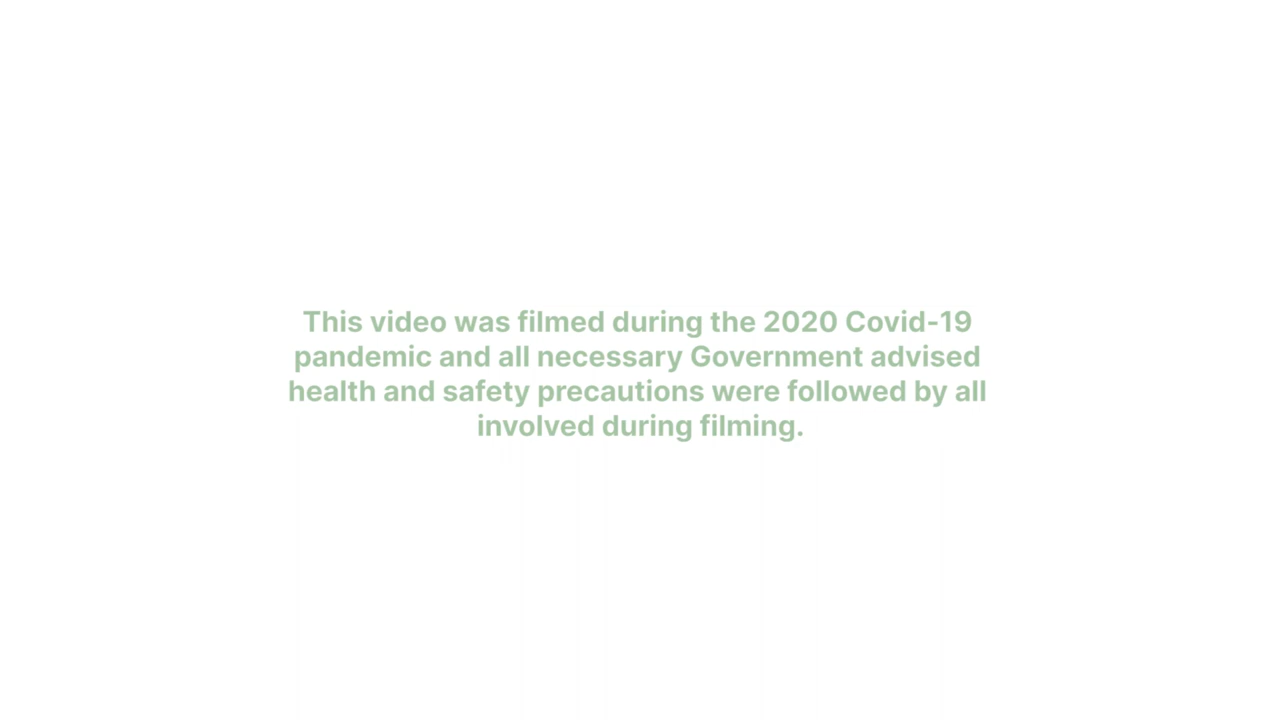 This video was filmed during the 2020 Covid-19
pandemic and all necessary Government advised
health and safety precautions were followed by all
involved during filming.